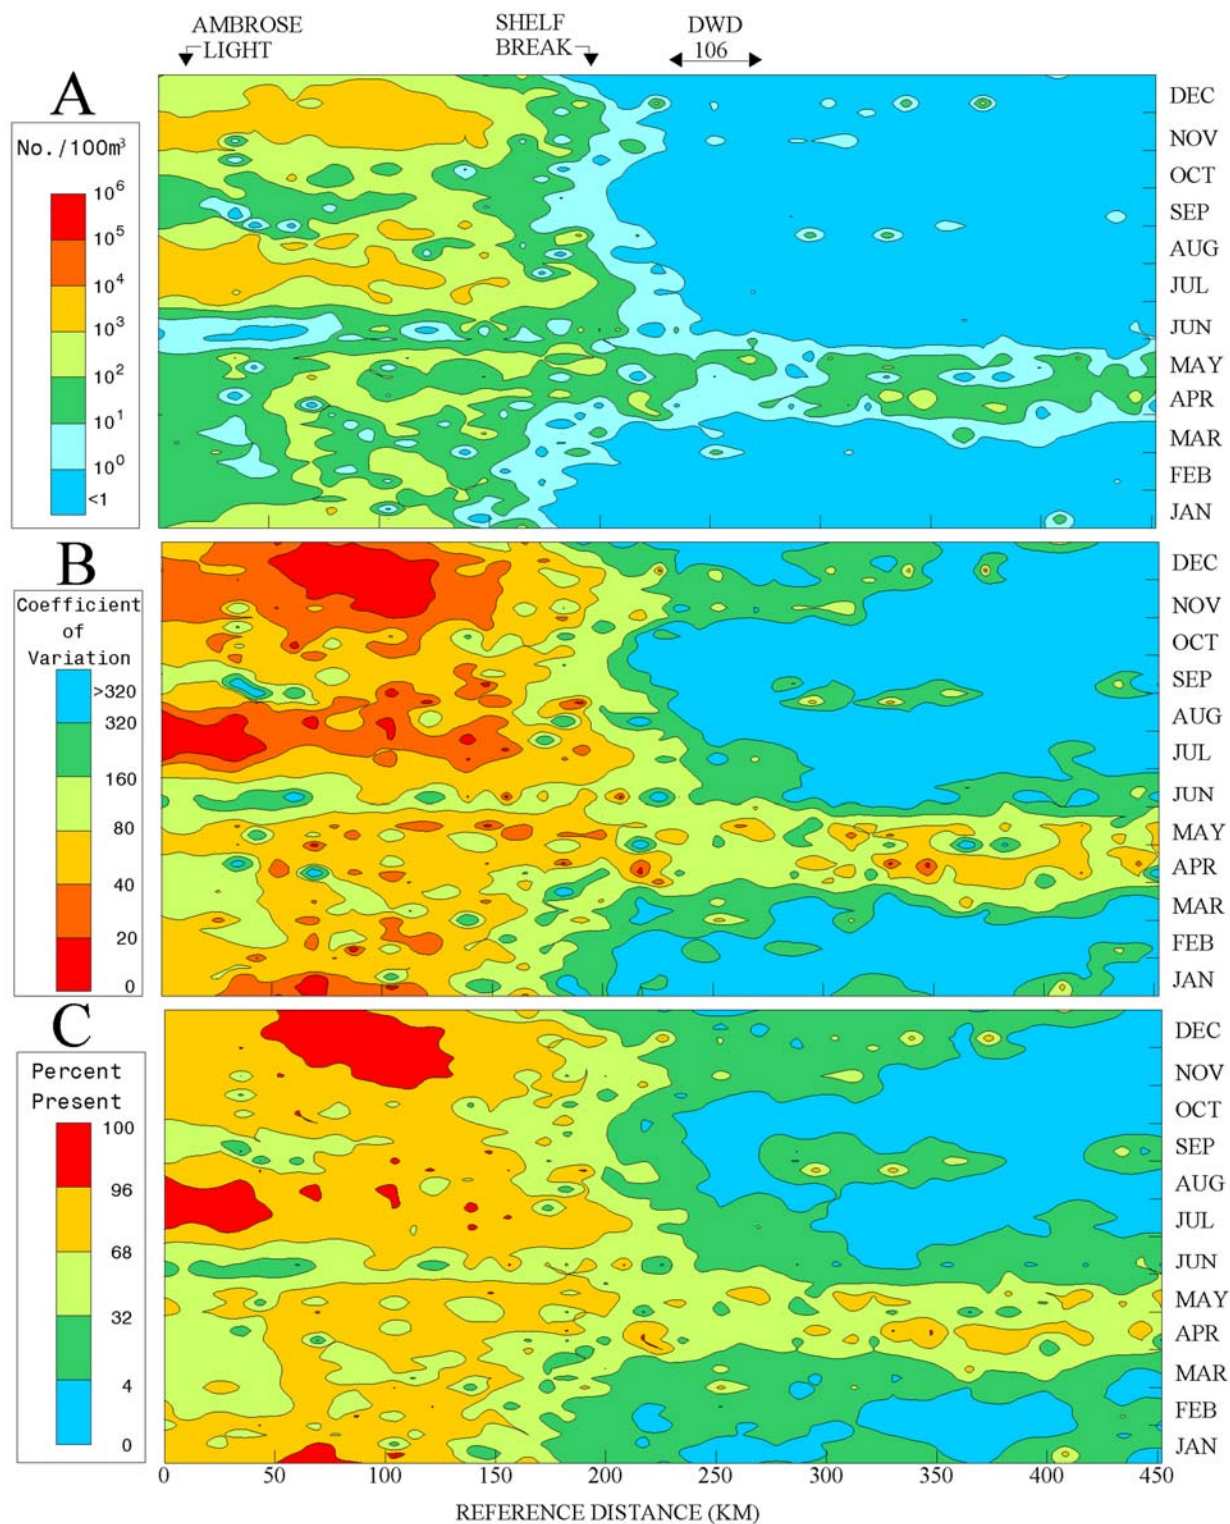 AMBROSE
LIGHT
SHELF
BREAK
DWD
106
A
No./100m³
10⁶
10⁵
10⁴
10³
10²
10¹
10⁰
<1
DEC
NOV
OCT
SEP
AUG
JUL
JUN
MAY
APR
MAR
FEB
JAN
B
Coefficient
of
Variation
>320
320
160
80
40
20
0
DEC
NOV
OCT
SEP
AUG
JUL
JUN
MAY
APR
MAR
FEB
JAN
C
Percent
Present
100
96
68
32
4
0
DEC
NOV
OCT
SEP
AUG
JUL
JUN
MAY
APR
MAR
FEB
JAN
0 50 100 150 200 250 300 350 400 450
REFERENCE DISTANCE (KM)